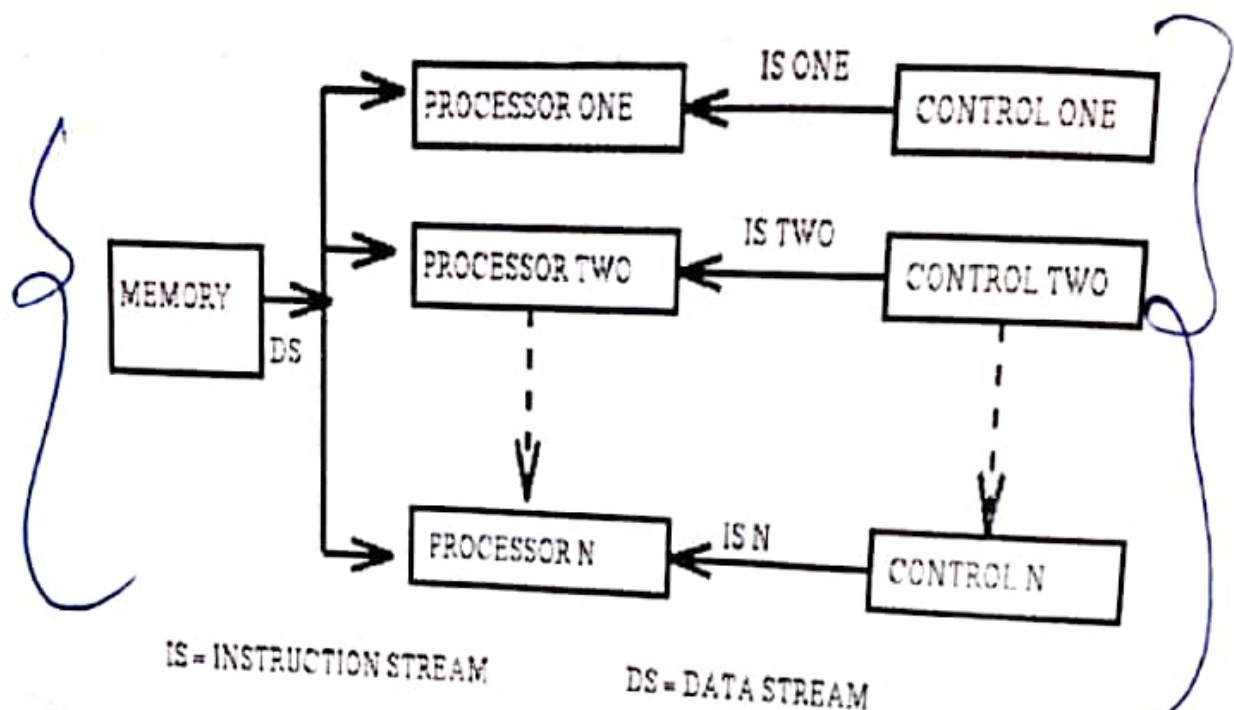 IS ONE
PROCESSOR ONE
CONTROL ONE
IS TWO
PROCESSOR TWO
CONTROL TWO
MEMORY
DS
IS N
PROCESSOR N
CONTROL N
IS = INSTRUCTION STREAM
DS = DATA STREAM